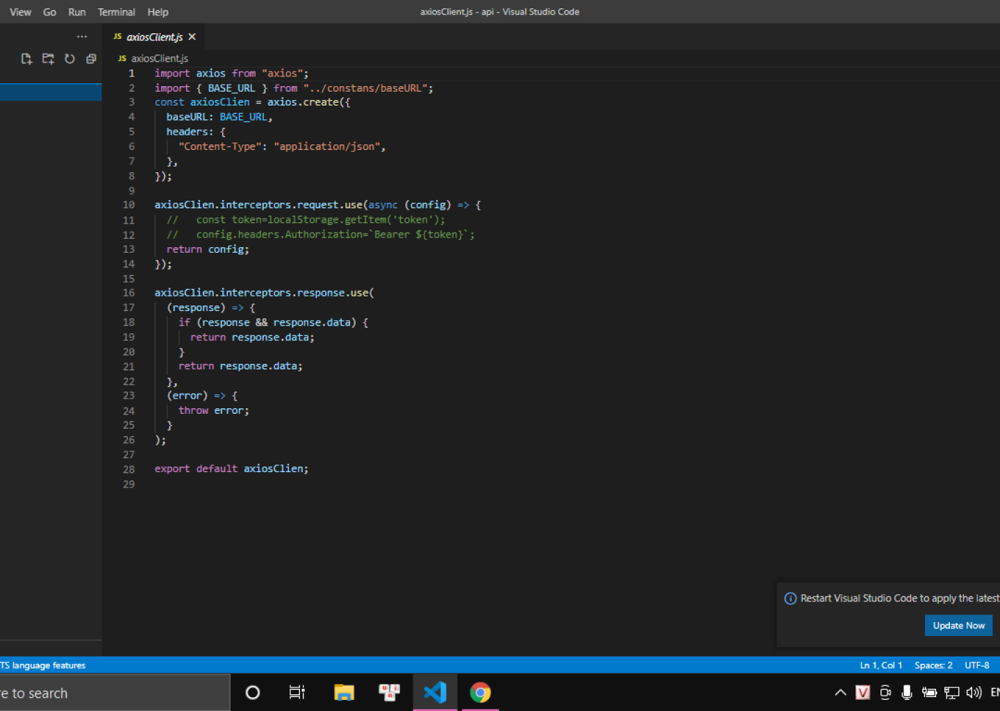 View Go Run Terminal Help axiosClient.js - api - Visual Studio Code
JS axiosClient.js
JS axiosClient.js
1 import axios from "axios";
2 import { BASE_URL } from "../constans/baseURL";
3 const axiosClien = axios.create({
4 baseURL: BASE_URL,
5 headers: {
6 "Content-Type": "application/json",
7 },
8 });
9
10 axiosClien.interceptors.request.use(async (config) => {
11 // const token=localStorage.getItem('token');
12 // config.headers.Authorization=`Bearer ${token}`;
13 return config;
14 });
15
16 axiosClien.interceptors.response.use(
17 (response) => {
18 if (response && response.data) {
19 return response.data;
20 }
21 return response.data;
22 },
23 (error) => {
24 throw error;
25 }
26 );
27
28 export default axiosClien;
29
Restart Visual Studio Code to apply the latest
Update Now
TS language features Ln 1, Col 1 Spaces: 2 UTF-8
re to search
EN